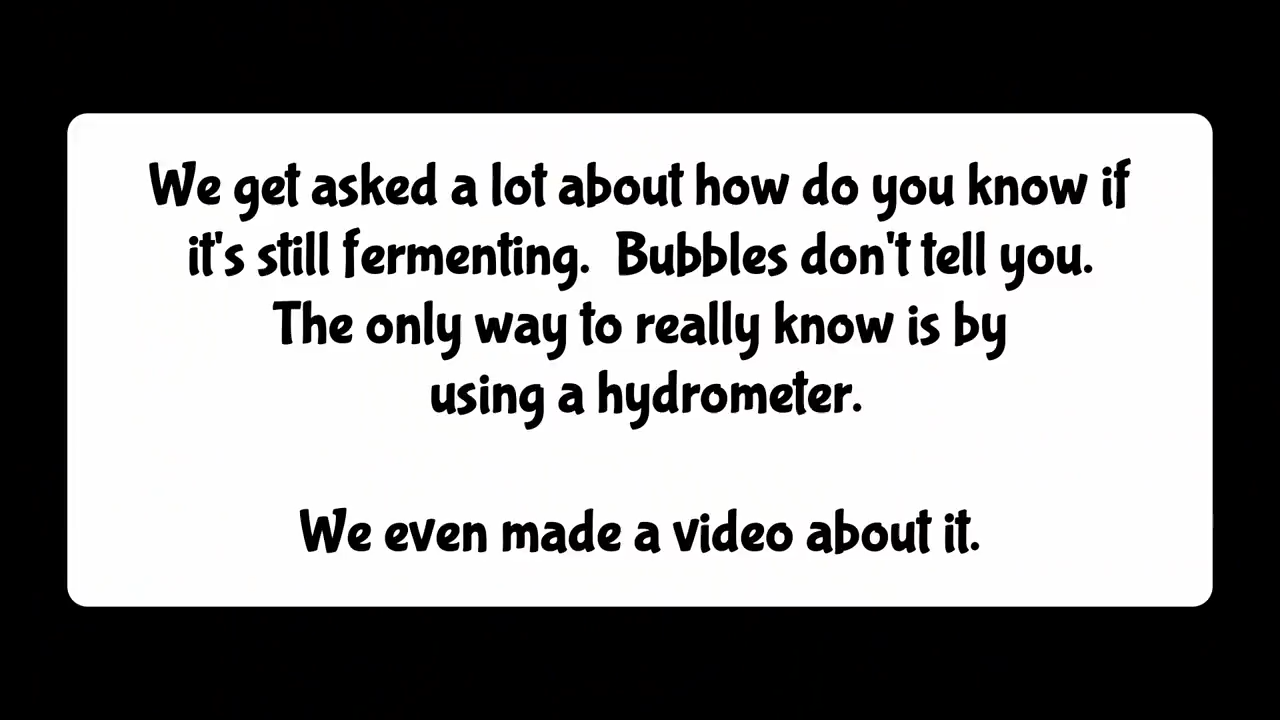 We get asked a lot about how do you know if
it's still fermenting.  Bubbles don't tell you.
The only way to really know is by
using a hydrometer.
We even made a video about it.